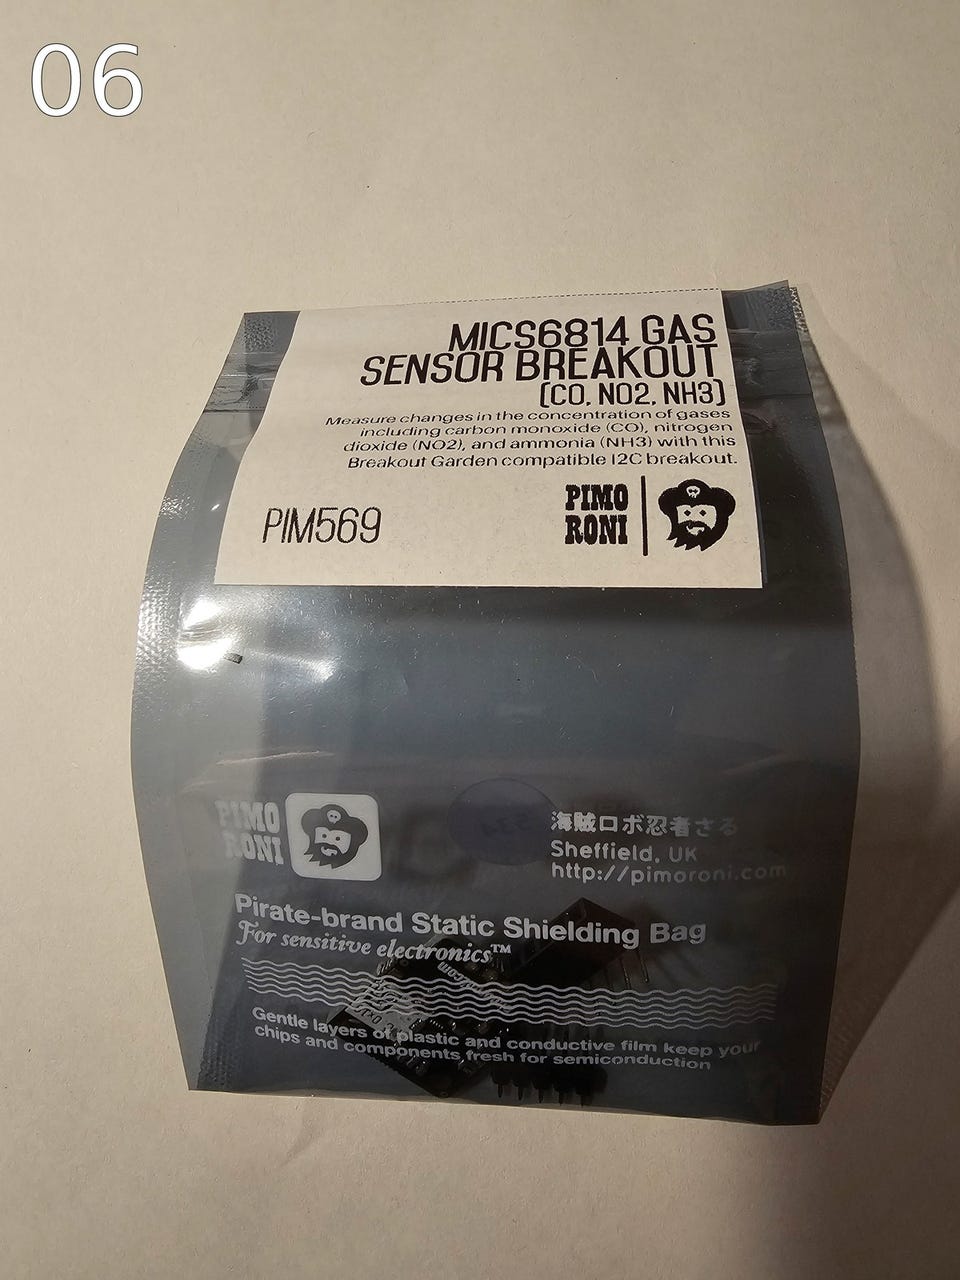 06
MICS6814 GAS
SENSOR BREAKOUT
(CO, NO2, NH3)
Measure changes in the concentration of gases
including carbon monoxide (CO), nitrogen
dioxide (NO2), and ammonia (NH3) with this
Breakout Garden compatible I2C breakout.
PIM569
PIMO
RONI
PIMO
RONI
海賊ロボ忍者さる
Sheffield, UK
http://pimoroni.com
Pirate-brand Static Shielding Bag
For sensitive electronics™
Gentle layers of plastic and conductive film keep your
chips and components fresh for semiconduction